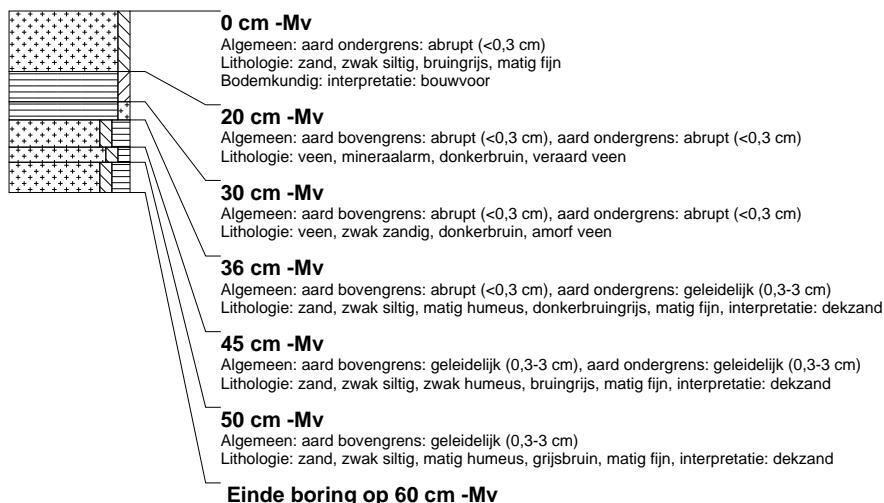 0 cm -Mv
Algemeen: aard ondergrens: abrupt (<0,3 cm)
Lithologie: zand, zwak siltig, bruingrijs, matig fijn
Bodemkundig: interpretatie: bouwvoor
20 cm -Mv
Algemeen: aard bovengrens: abrupt (<0,3 cm), aard ondergrens: abrupt (<0,3 cm)
Lithologie: veen, mineraalarm, donkerbruin, veraard veen
30 cm -Mv
Algemeen: aard bovengrens: abrupt (<0,3 cm), aard ondergrens: abrupt (<0,3 cm)
Lithologie: veen, zwak zandig, donkerbruin, amorf veen
36 cm -Mv
Algemeen: aard bovengrens: abrupt (<0,3 cm), aard ondergrens: geleidelijk (0,3-3 cm)
Lithologie: zand, zwak siltig, matig humeus, donkerbruingrijs, matig fijn, interpretatie: dekzand
45 cm -Mv
Algemeen: aard bovengrens: geleidelijk (0,3-3 cm), aard ondergrens: geleidelijk (0,3-3 cm)
Lithologie: zand, zwak siltig, zwak humeus, bruingrijs, matig fijn, interpretatie: dekzand
50 cm -Mv
Algemeen: aard bovengrens: geleidelijk (0,3-3 cm)
Lithologie: zand, zwak siltig, matig humeus, grijsbruin, matig fijn, interpretatie: dekzand
Einde boring op 60 cm -Mv